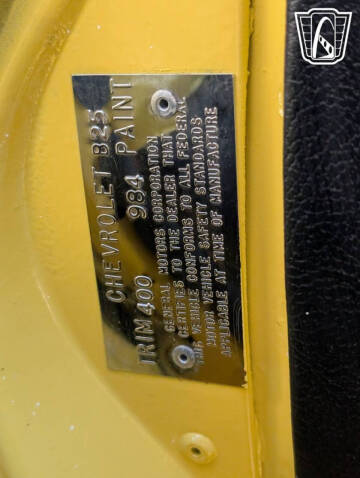 CHEVROLET 825
TRIM 400 984 PAINT
GENERAL MOTORS CORPORATION
CERTIFIES TO THE DEALER THAT
THIS VEHICLE CONFORMS TO ALL FEDERAL
MOTOR VEHICLE SAFETY STANDARDS
APPLICABLE AT TIME OF MANUFACTURE